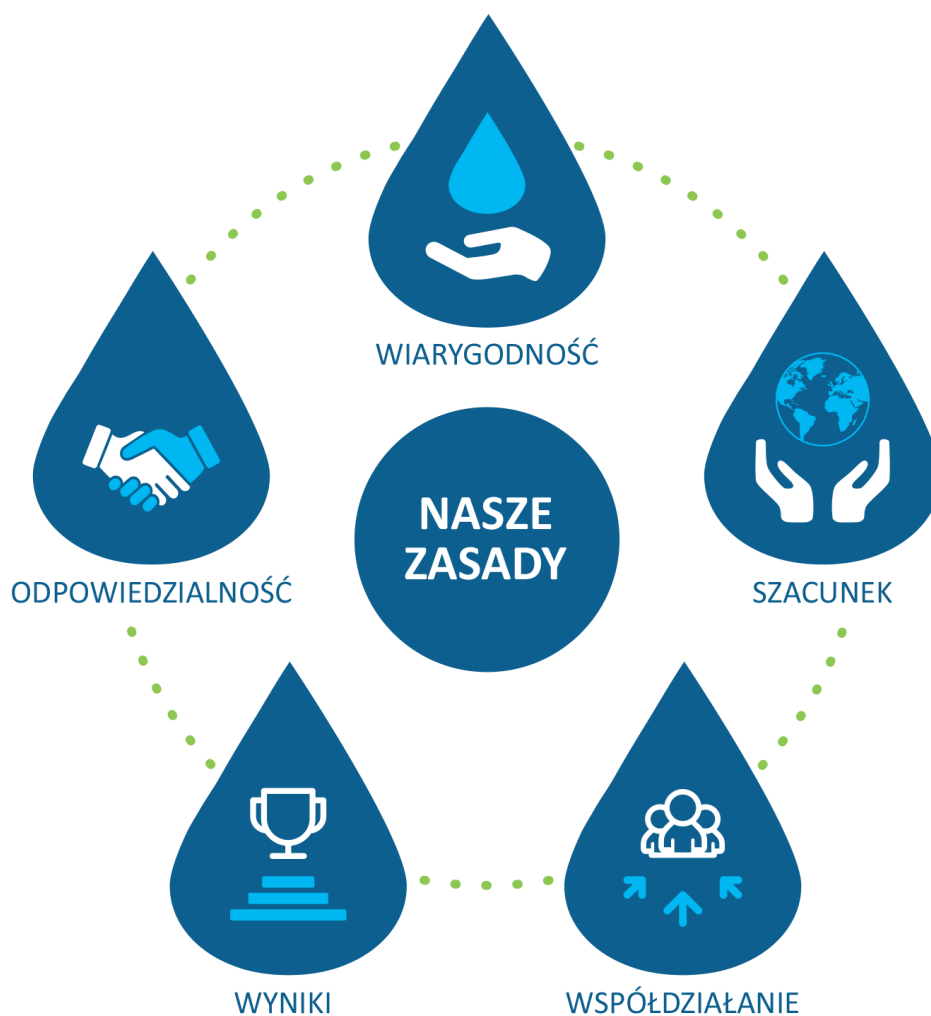 WIARYGODNOŚĆ
NASZE
ZASADY
ODPOWIEDZIALNOŚĆ
SZACUNEK
WYNIKI
WSPÓŁDZIAŁANIE